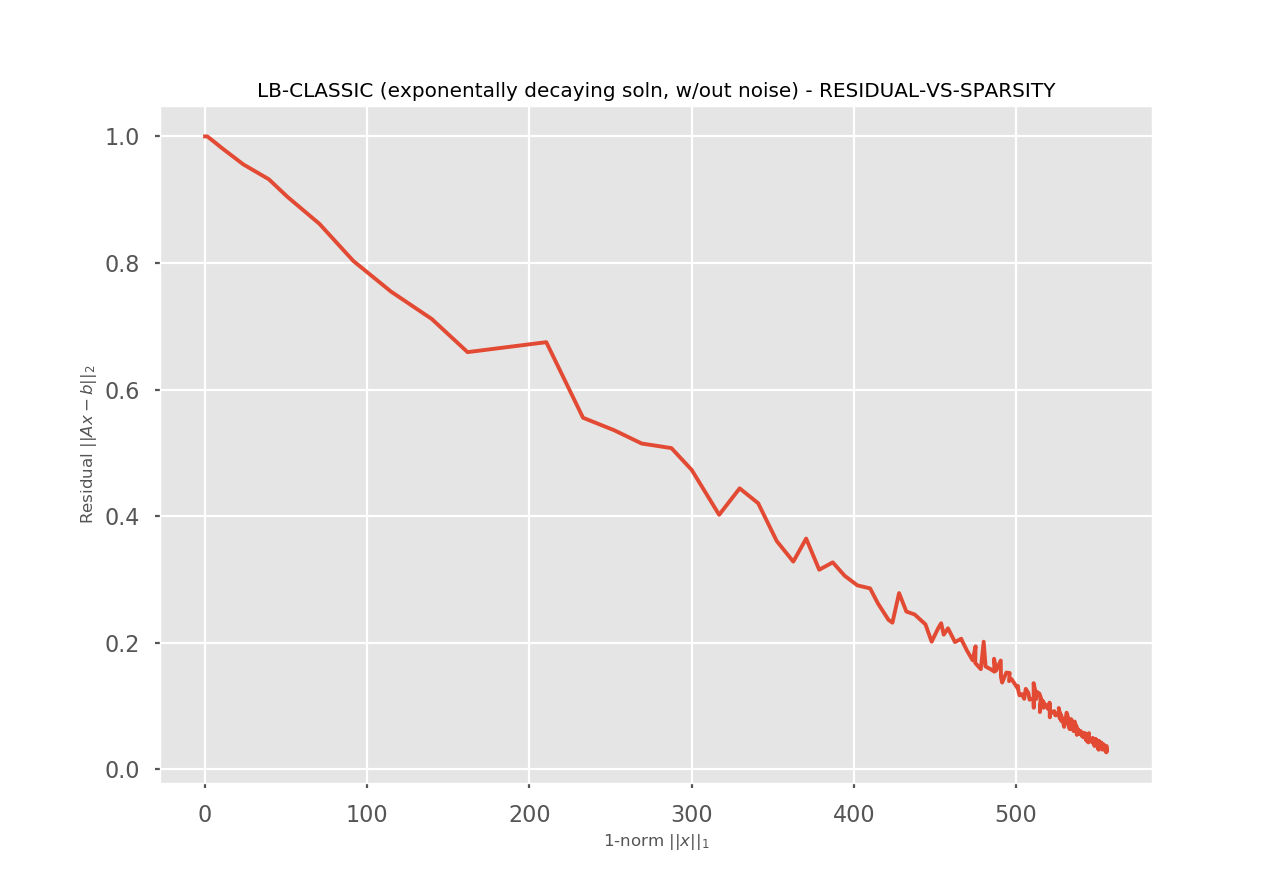 LB-CLASSIC (exponentially decaying soln, w/out noise) - RESIDUAL-VS-SPARSITY
1.0
0.8
0.6
0.4
0.2
0.0
Residual ||Ax − b||₂
0 100 200 300 400 500
1-norm ||x||₁